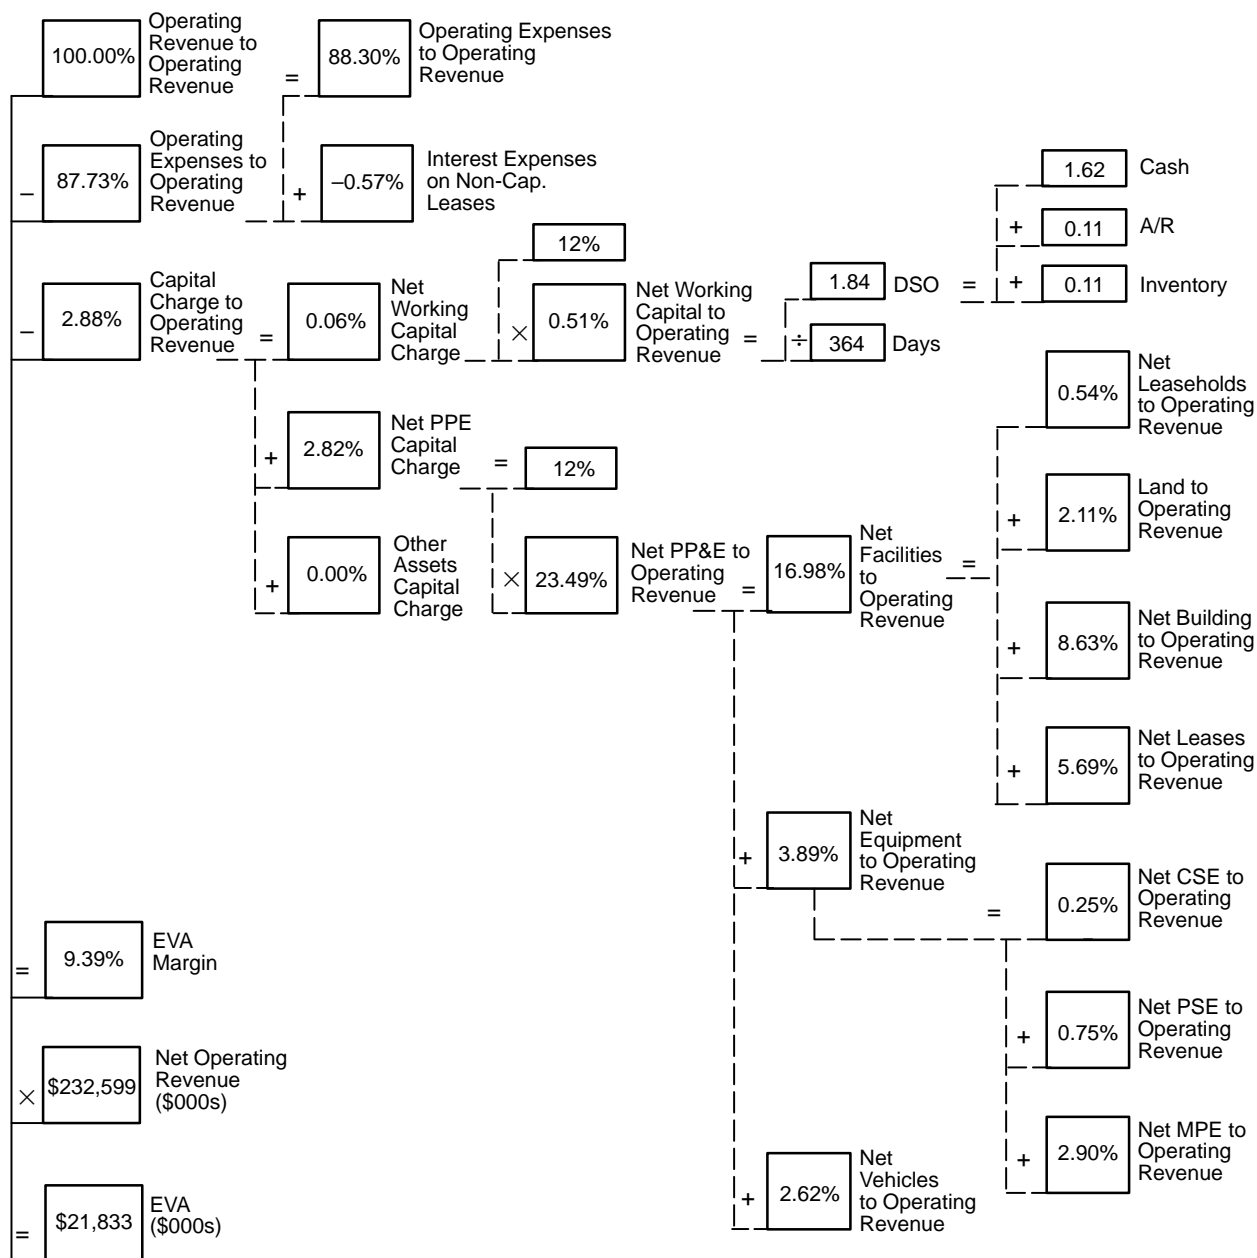 100.00%
Operating
Revenue to
Operating
Revenue
=
88.30%
Operating Expenses
to Operating
Revenue
–
87.73%
Operating
Expenses to
Operating
Revenue
+
–0.57%
Interest Expenses
on Non-Cap.
Leases
–
2.88%
Capital
Charge to
Operating
Revenue
=
0.06%
Net
Working
Capital
Charge
12%
×
0.51%
Net Working
Capital to
Operating
Revenue
=
1.84
DSO
÷
364
Days
=
1.62
Cash
+
0.11
A/R
+
0.11
Inventory
+
2.82%
Net PPE
Capital
Charge
=
12%
×
23.49%
Net PP&E to
Operating
Revenue
+
0.00%
Other
Assets
Capital
Charge
=
16.98%
Net
Facilities
to
Operating
Revenue
=
0.54%
Net
Leaseholds
to Operating
Revenue
+
2.11%
Land to
Operating
Revenue
+
8.63%
Net Building
to Operating
Revenue
+
5.69%
Net Leases
to Operating
Revenue
+
3.89%
Net
Equipment
to Operating
Revenue
=
0.25%
Net CSE to
Operating
Revenue
+
0.75%
Net PSE to
Operating
Revenue
+
2.90%
Net MPE to
Operating
Revenue
+
2.62%
Net
Vehicles
to Operating
Revenue
=
9.39%
EVA
Margin
×
$232,599
Net Operating
Revenue
($000s)
=
$21,833
EVA
($000s)